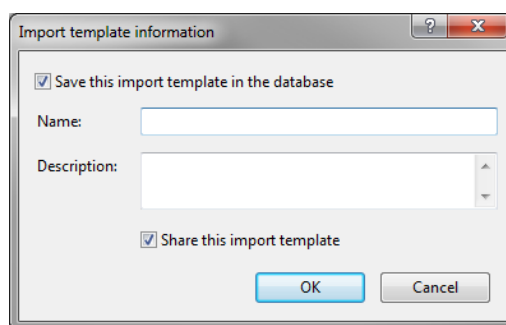 Import template information
?
Save this import template in the database
Name:
Description:
Share this import template
OK Cancel